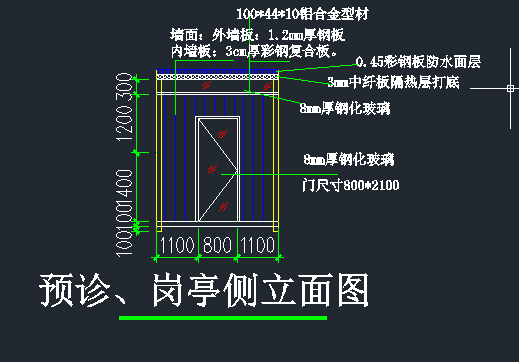 100*44*10铝合金型材
墙面：外墙板：1.2mm厚钢板
内墙板：3cm厚彩钢复合板。
0.45彩钢板防水面层
3mm中纤板隔热层打底
8mm厚钢化玻璃
8mm厚钢化玻璃
门尺寸800*2100
300
1200
1400
100
100
1100
800
1100
预诊、岗亭侧立面图